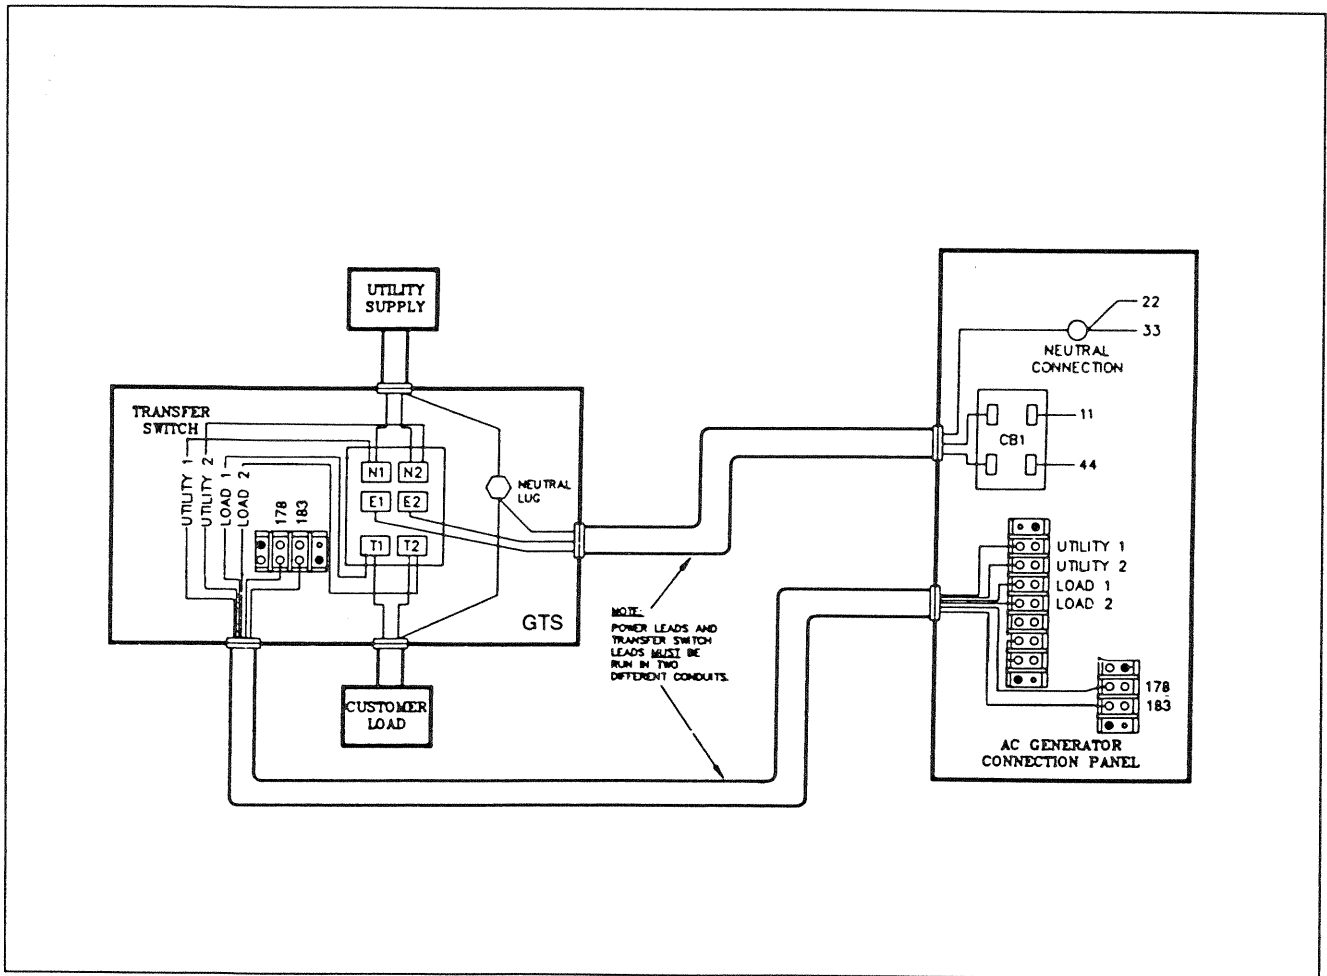 UTILITY
SUPPLY
TRANSFER
SWITCH
UTILITY 1
UTILITY 2
LOAD 1
LOAD 2
178
183
N1
N2
E1
E2
T1
T2
NEUTRAL
LUG
GTS
CUSTOMER
LOAD
NOTE:
POWER LEADS AND
TRANSFER SWITCH
LEADS MUST BE
RUN IN TWO
DIFFERENT CONDUITS.
22
33
NEUTRAL
CONNECTION
11
CB1
44
UTILITY 1
UTILITY 2
LOAD 1
LOAD 2
178
183
AC GENERATOR
CONNECTION PANEL